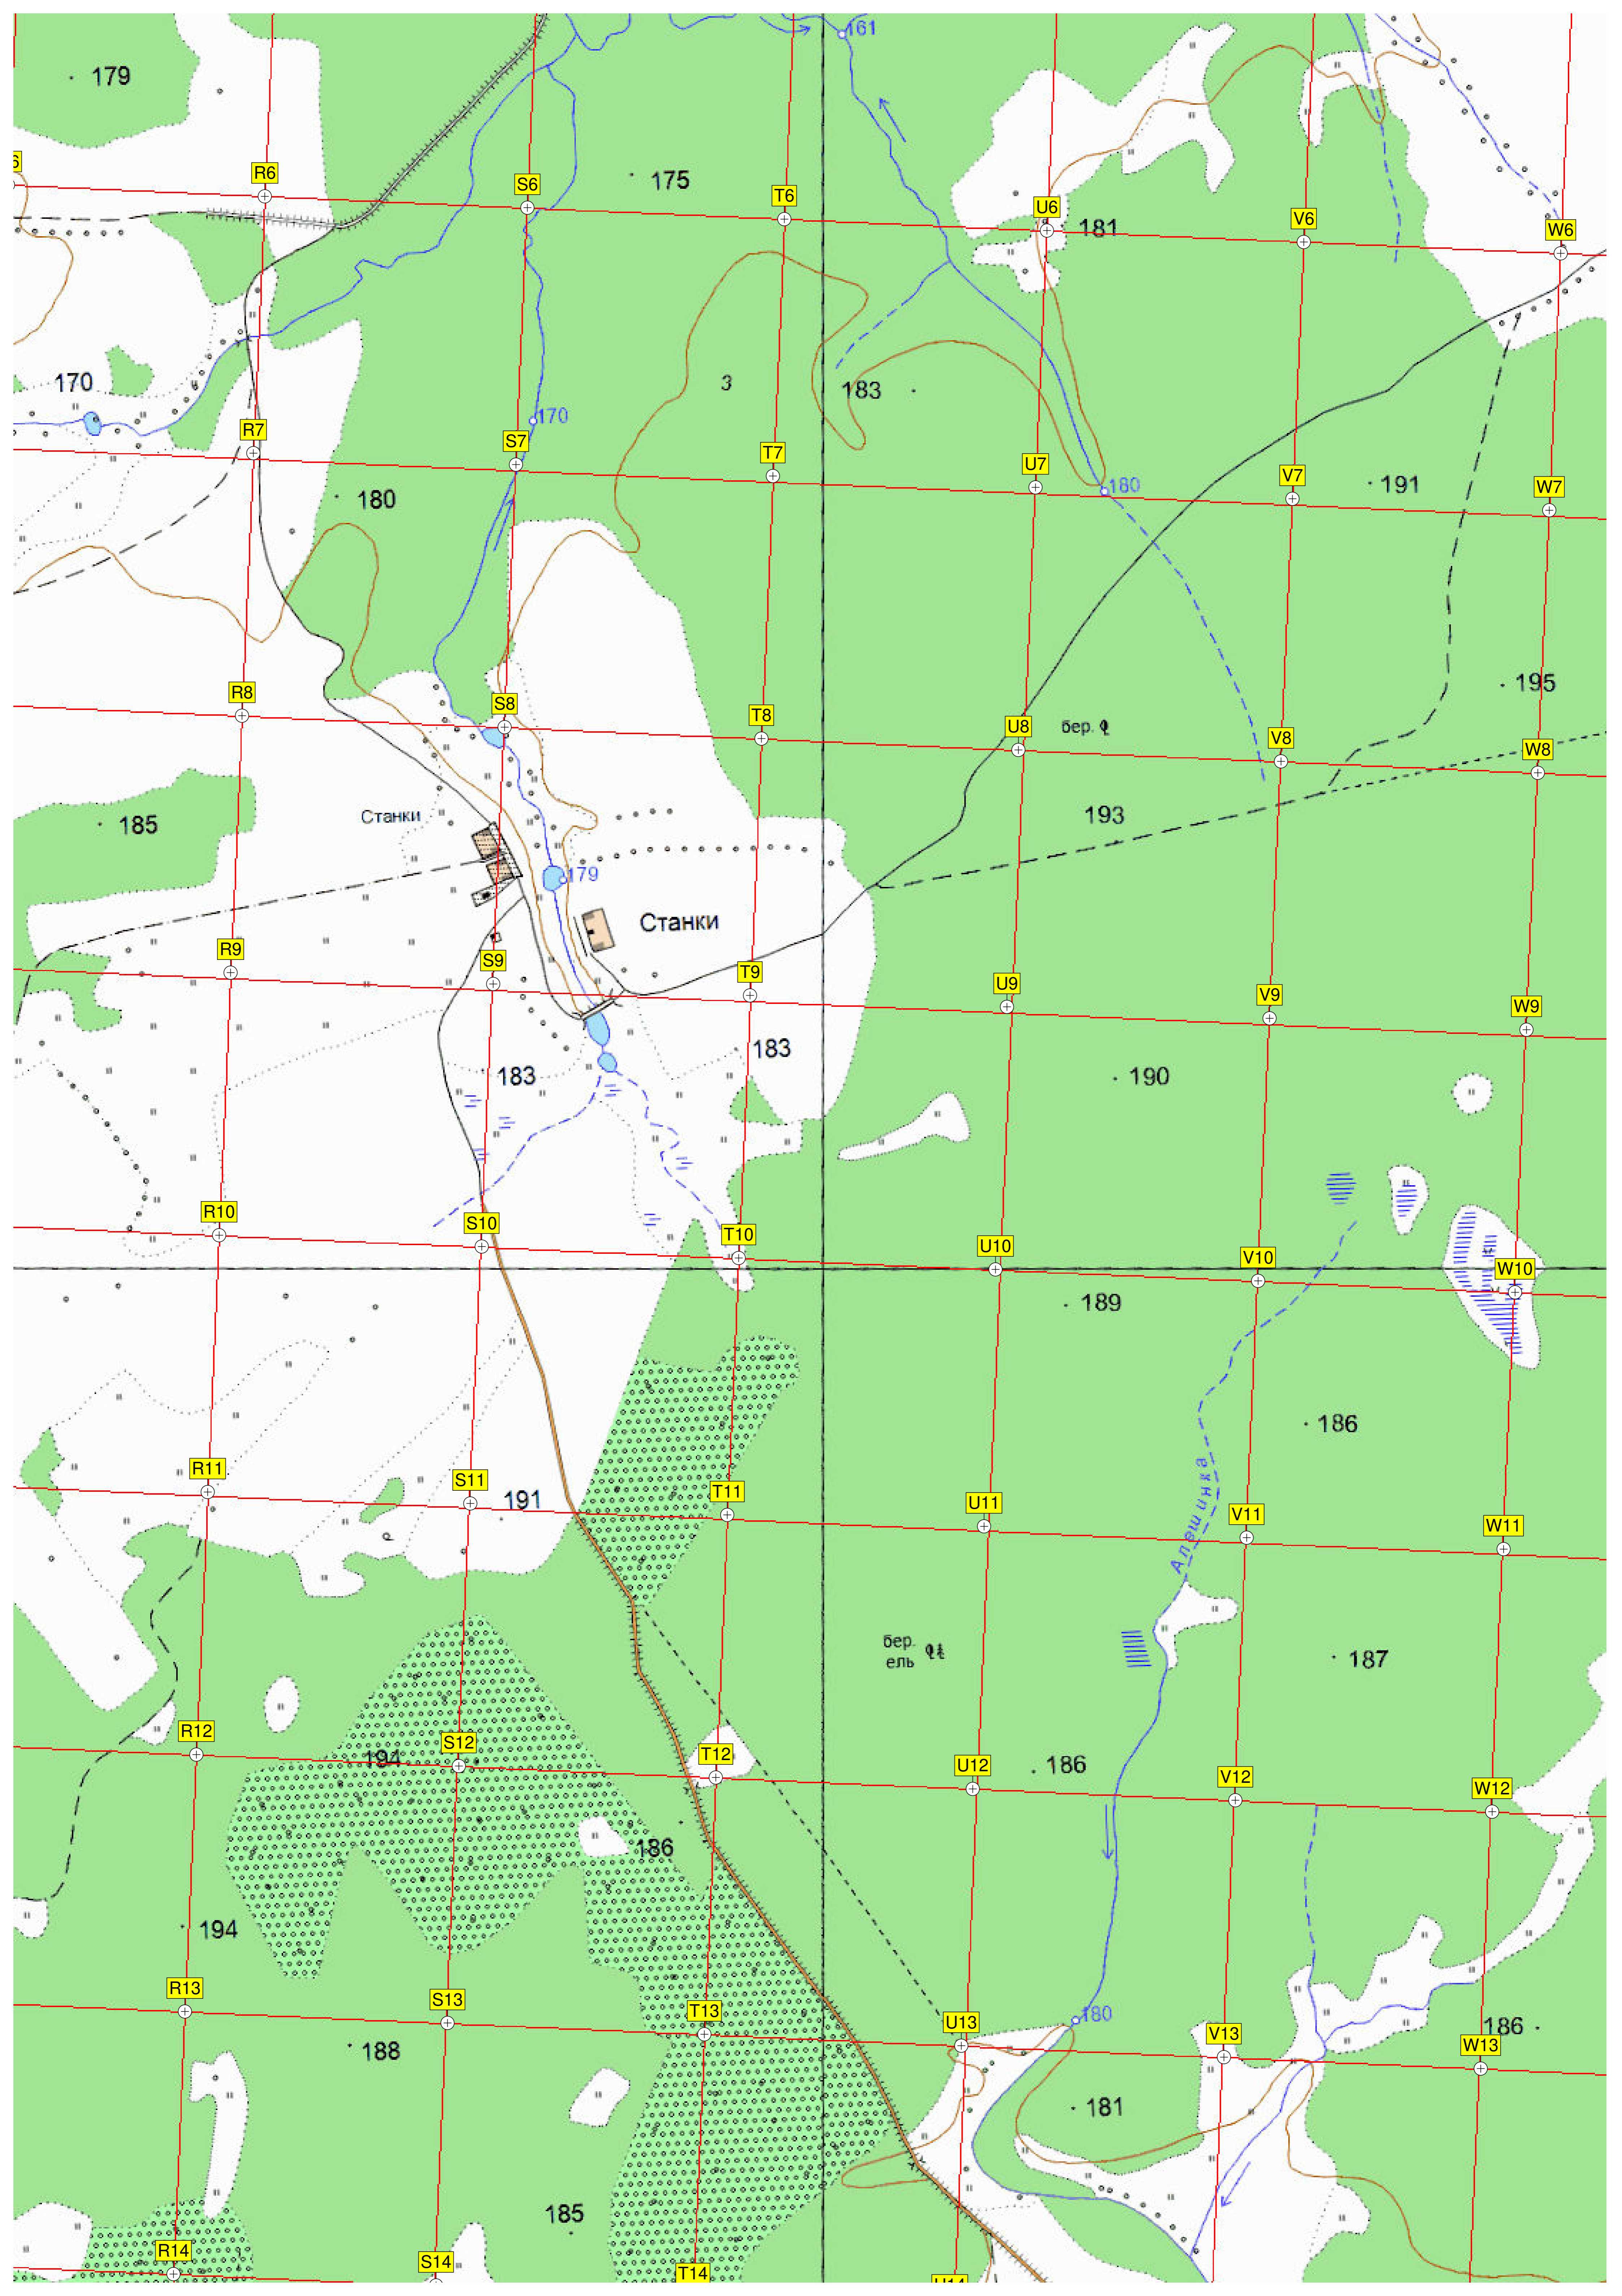 161
179
6
R6
S6
175
T6
U6
181
V6
W6
170
3
183
170
R7
S7
T7
U7
180
V7
191
W7
180
R8
S8
T8
U8
бер.
V8
195
W8
185
Станки
193
179
Станки
R9
S9
T9
U9
V9
W9
183
183
190
R10
S10
T10
U10
V10
W10
189
186
Алешинка
R11
S11
191
T11
U11
V11
W11
бер.
ель
187
R12
194
S12
T12
U12
186
V12
W12
186
194
R13
S13
T13
U13
180
V13
186
W13
188
181
185
R14
S14
T14
U14